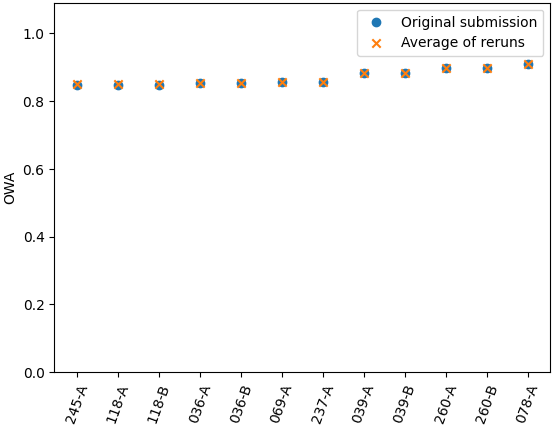 Original submission
Average of reruns
1.0
0.8
0.6
0.4
0.2
0.0
OWA
245-A
118-A
118-B
036-A
036-B
069-A
237-A
039-A
039-B
260-A
260-B
078-A